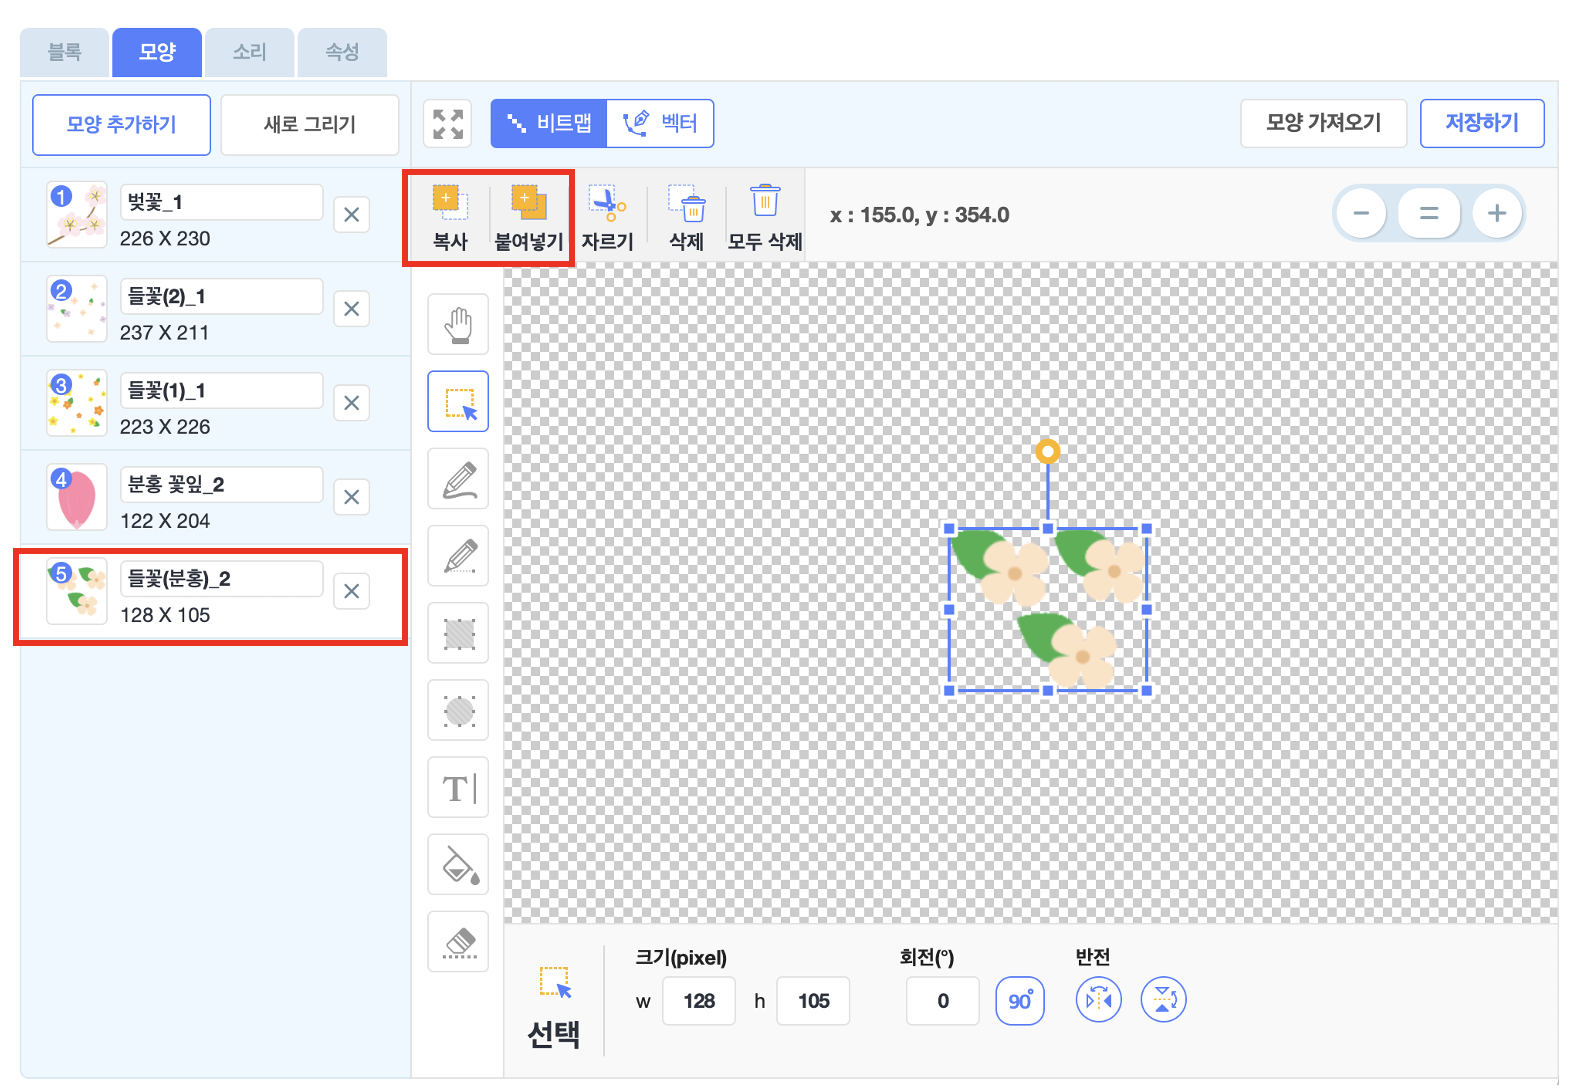 블록 모양 소리 속성
모양 추가하기 새로 그리기 비트맵 벡터 모양 가져오기 저장하기
복사 붙여넣기 자르기 삭제 모두 삭제 x : 155.0, y : 354.0
1 벚꽃_1
226 X 230
2 들꽃(2)_1
237 X 211
3 들꽃(1)_1
223 X 226
4 분홍 꽃잎_2
122 X 204
5 들꽃(분홍)_2
128 X 105
T
선택
크기(pixel) 회전(º) 반전
w 128 h 105 0 90°